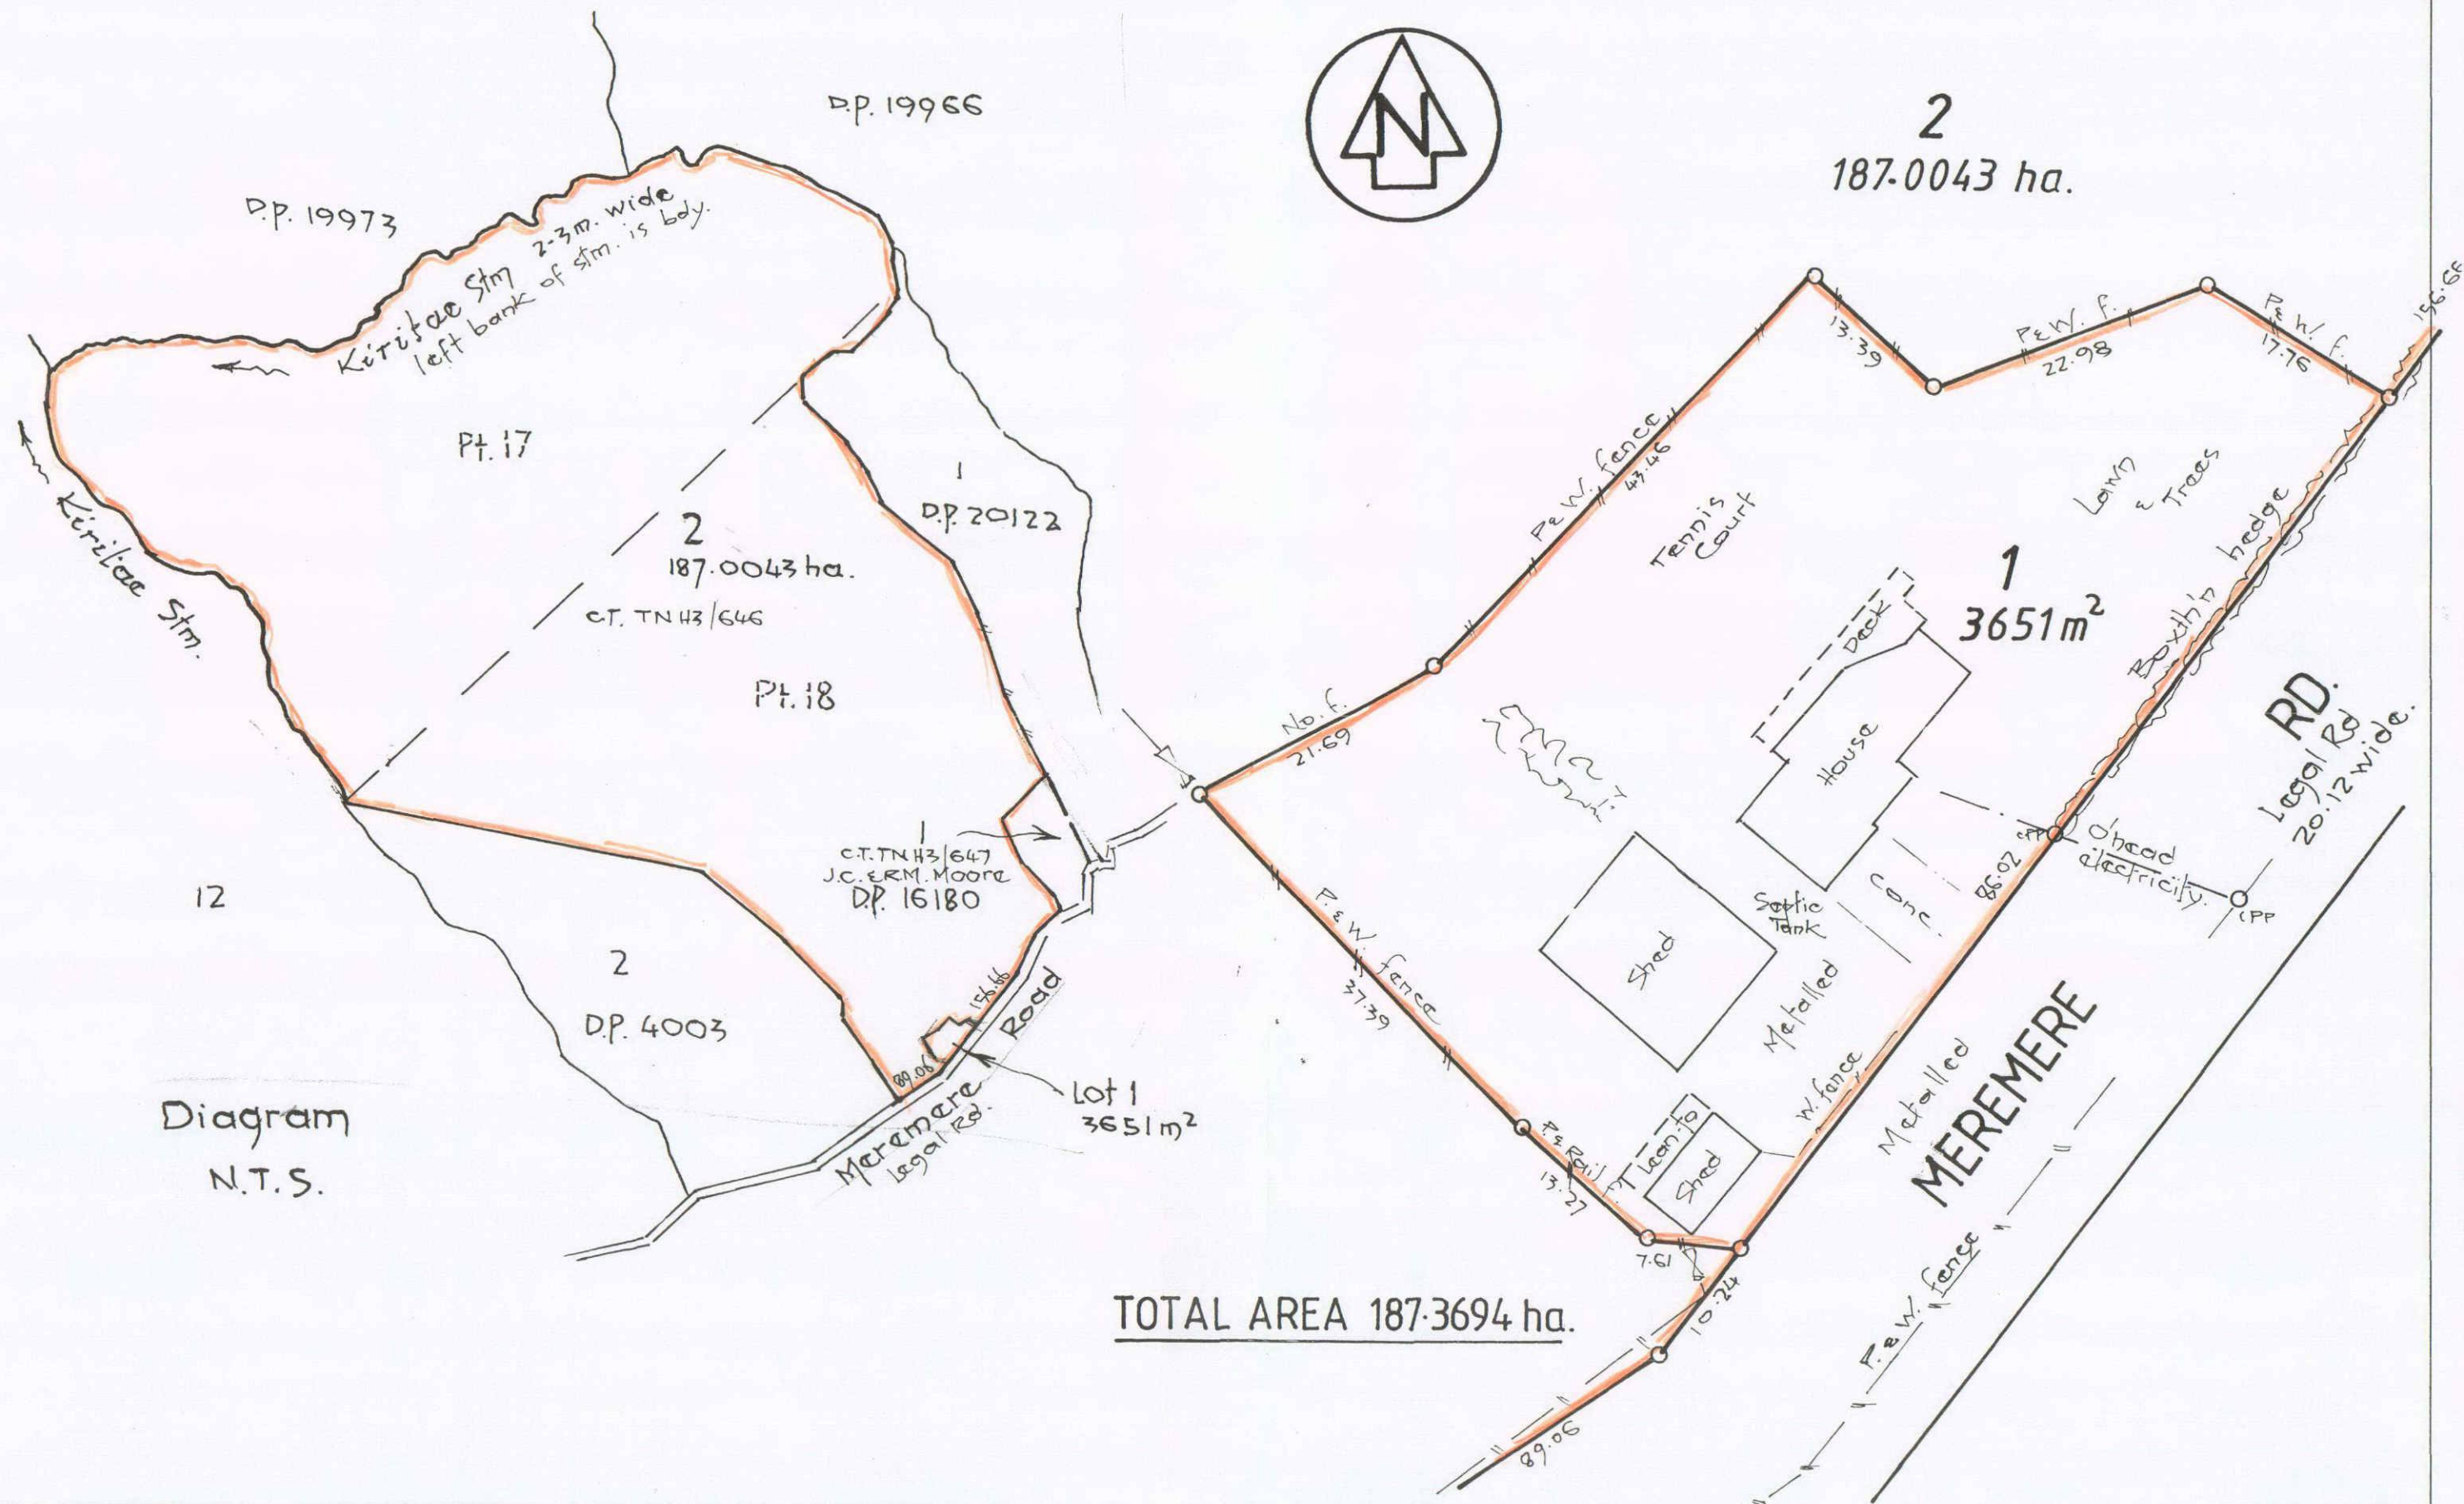 D.P. 19966
D.P. 19973
Kiritae Stm 2-3m. wide
left bank of stm. is bdy.
Pt. 17
Kiritae Stm.
1
D.P. 20122
2
187.0043 ha.
C.T. TN H3/646
Pt. 18
1
C.T. TN H3/647
J.C. & R.M. Moore
D.P. 16180
12
2
D.P. 4003
156.66
89.06
Meremere Road
Legal Rd.
Lot 1
3651m²
Diagram
N.T.S.
N
2
187.0043 ha.
13.39
P. & W. f.
22.98
P. & W. f.
17.76
P. & W. fence
43.46
Tennis
Court
Lawn
& Trees
Boxth'n hedge
1
3651m²
Deck
House
No. f.
21.69
RD.
Legal Rd
20.12 wide.
CPP
O'head
electricity.
CPP
86.02
Conc.
Septic
Tank
Shed
Metalled
P. & W. fence
37.39
W. fence
Metalled
MEREMERE
P. & Rail f.
13.27
Lean-to
Shed
7.61
10.24
P. & W. fence
89.06
TOTAL AREA 187.3694 ha.